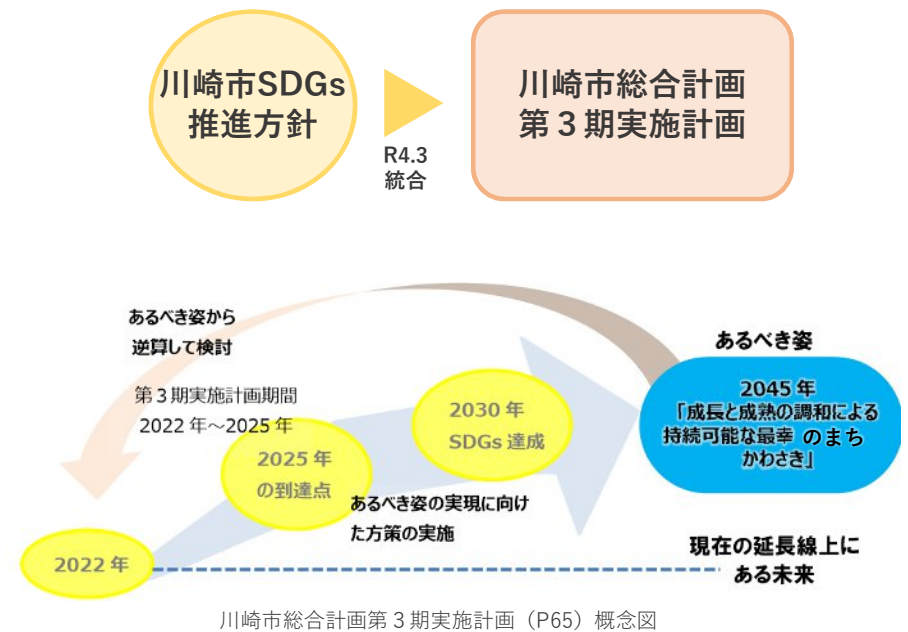 川崎市SDGs
推進方針
R4.3
統合
川崎市総合計画
第３期実施計画
あるべき姿から
逆算して検討
第３期実施計画期間
2022 年～2025 年
2022 年
2025 年
の到達点
2030 年
SDGs 達成
あるべき姿の実現に向け
た方策の実施
あるべき姿
2045 年
「成長と成熟の調和による
持続可能な最幸 のまち
かわさき」
現在の延長線上に
ある未来
川崎市総合計画第３期実施計画（P65）概念図